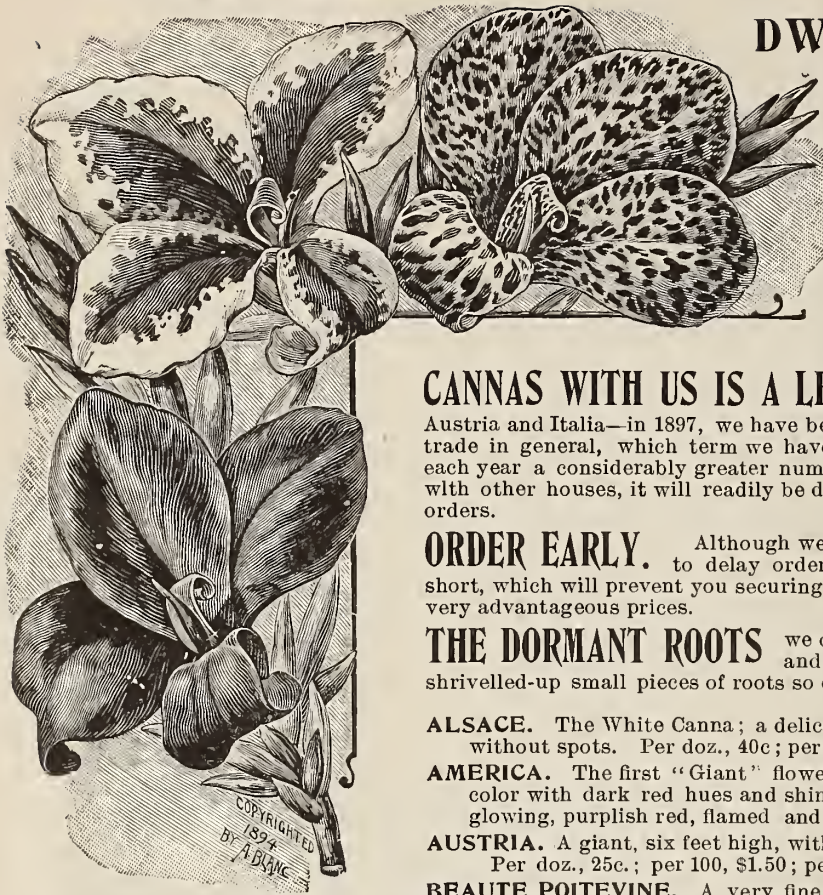 DW
CANNAS WITH US IS A LE
Austria and Italia—in 1897, we have be
trade in general, which term we have
each year a considerably greater num
with other houses, it will readily be d
orders.
ORDER EARLY. Although we
to delay order
short, which will prevent you securing
very advantageous prices.
THE DORMANT ROOTS we
and
shrivelled-up small pieces of roots so
ALSACE. The White Canna; a delic
without spots. Per doz., 40c; per
AMERICA. The first "Giant" flowe
color with dark red hues and shin
glowing, purplish red, flamed and
AUSTRIA. A giant, six feet high, with
Per doz., 25c.; per 100, $1.50; pe
BEAUTE POITEVINE. A very fine
COPYRIGHTED
1894
BY A. BLANC